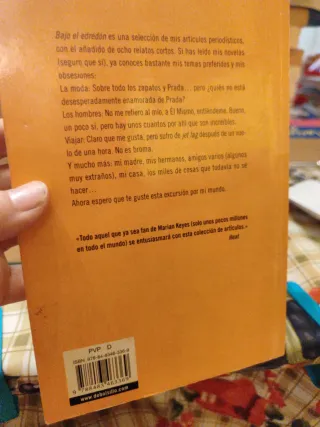 Bajo el edredón es una selección de mis artículos periodísticos,
con el añadido de ocho relatos cortos. Si has leído mis novelas
(seguro que sí), ya conoces bastante mis temas preferidos y mis
obsesiones:
La moda: Sobre todo los zapatos y Prada... pero ¿quién no está
desesperadamente enamorada de Prada?
Los hombres: No me refiero al mío, a Él Mismo, entiéndeme. Bueno,
un poco sí, pero hay unos cuantos por ahí que son increíbles.
Viajar: Claro que me gusta, pero sufro de jet lag después de un vue-
lo de una hora. No es broma.
Y mucho más: mi madre, mis hermanos, amigos varios (algunos
muy extraños), mi casa, los miles de cosas que todavía no sé
hacer...
Ahora espero que te guste esta excursión por mi mundo.
«Todo aquel que ya sea fan de Marian Keyes (solo unos pocos millones
en todo el mundo) se entusiasmará con esta colección de artículos.»
Heat
PVP · D
www.debolsillo.com